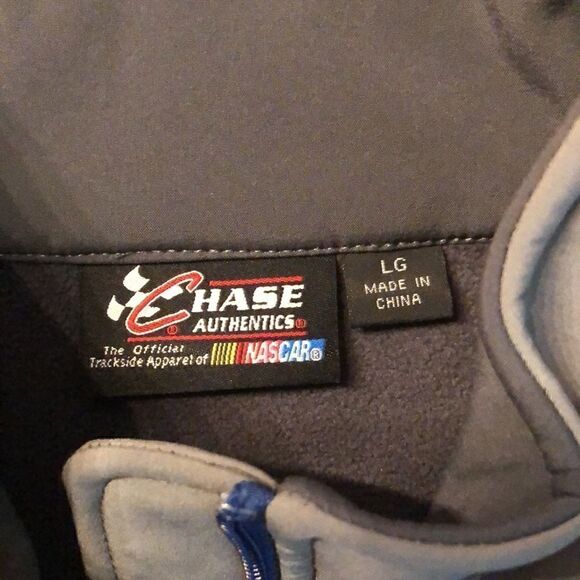 CHASE
AUTHENTICS®
®
The Official
Trackside Apparel of NASCAR®
LG
MADE IN
CHINA